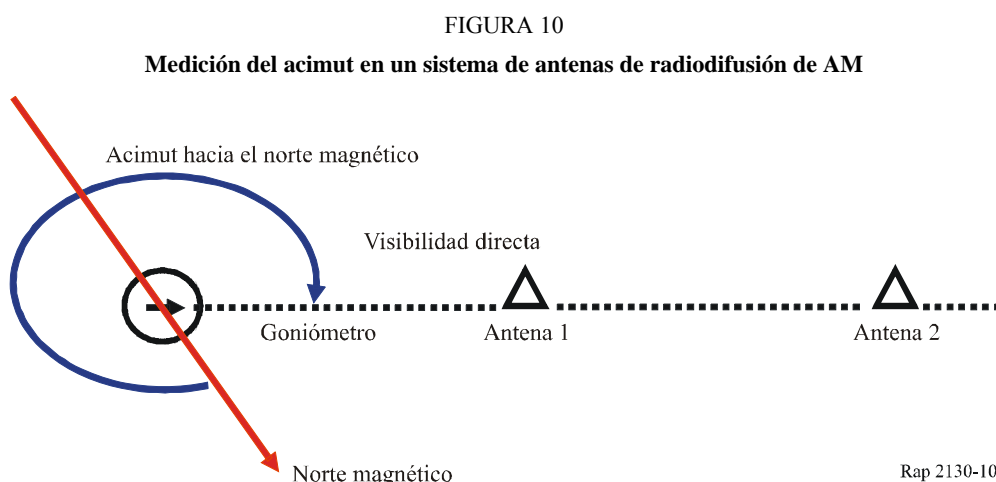 FIGURA 10
Medición del acimut en un sistema de antenas de radiodifusión de AM
Acimut hacia el norte magnético
Visibilidad directa
Goniómetro
Antena 1
Antena 2
Norte magnético
Rap 2130-10